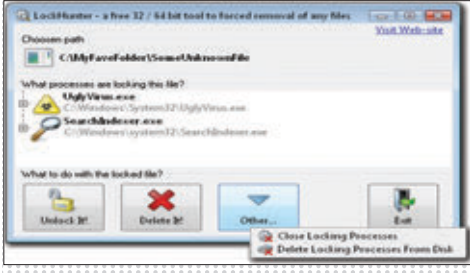 LockHunter - a free 32 / 64 bit tool to forced removal of any files
Visit Web-site
Choosen path
C:\MyFaveFolder\SomeUnknownFile
What processes are locking this file?
UglyVirus.exe
C:\Windows\System32\UglyVirus.exe
SearchIndexer.exe
C:\Windows\system32\SearchIndexer.exe
What to do with the locked file?
Unlock It!
Delete It!
Other...
Exit
Close Locking Processes
Delete Locking Processes From Disk